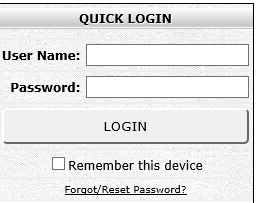 QUICK LOGIN
User Name:
Password:
LOGIN
Remember this device
Forgot/Reset Password?